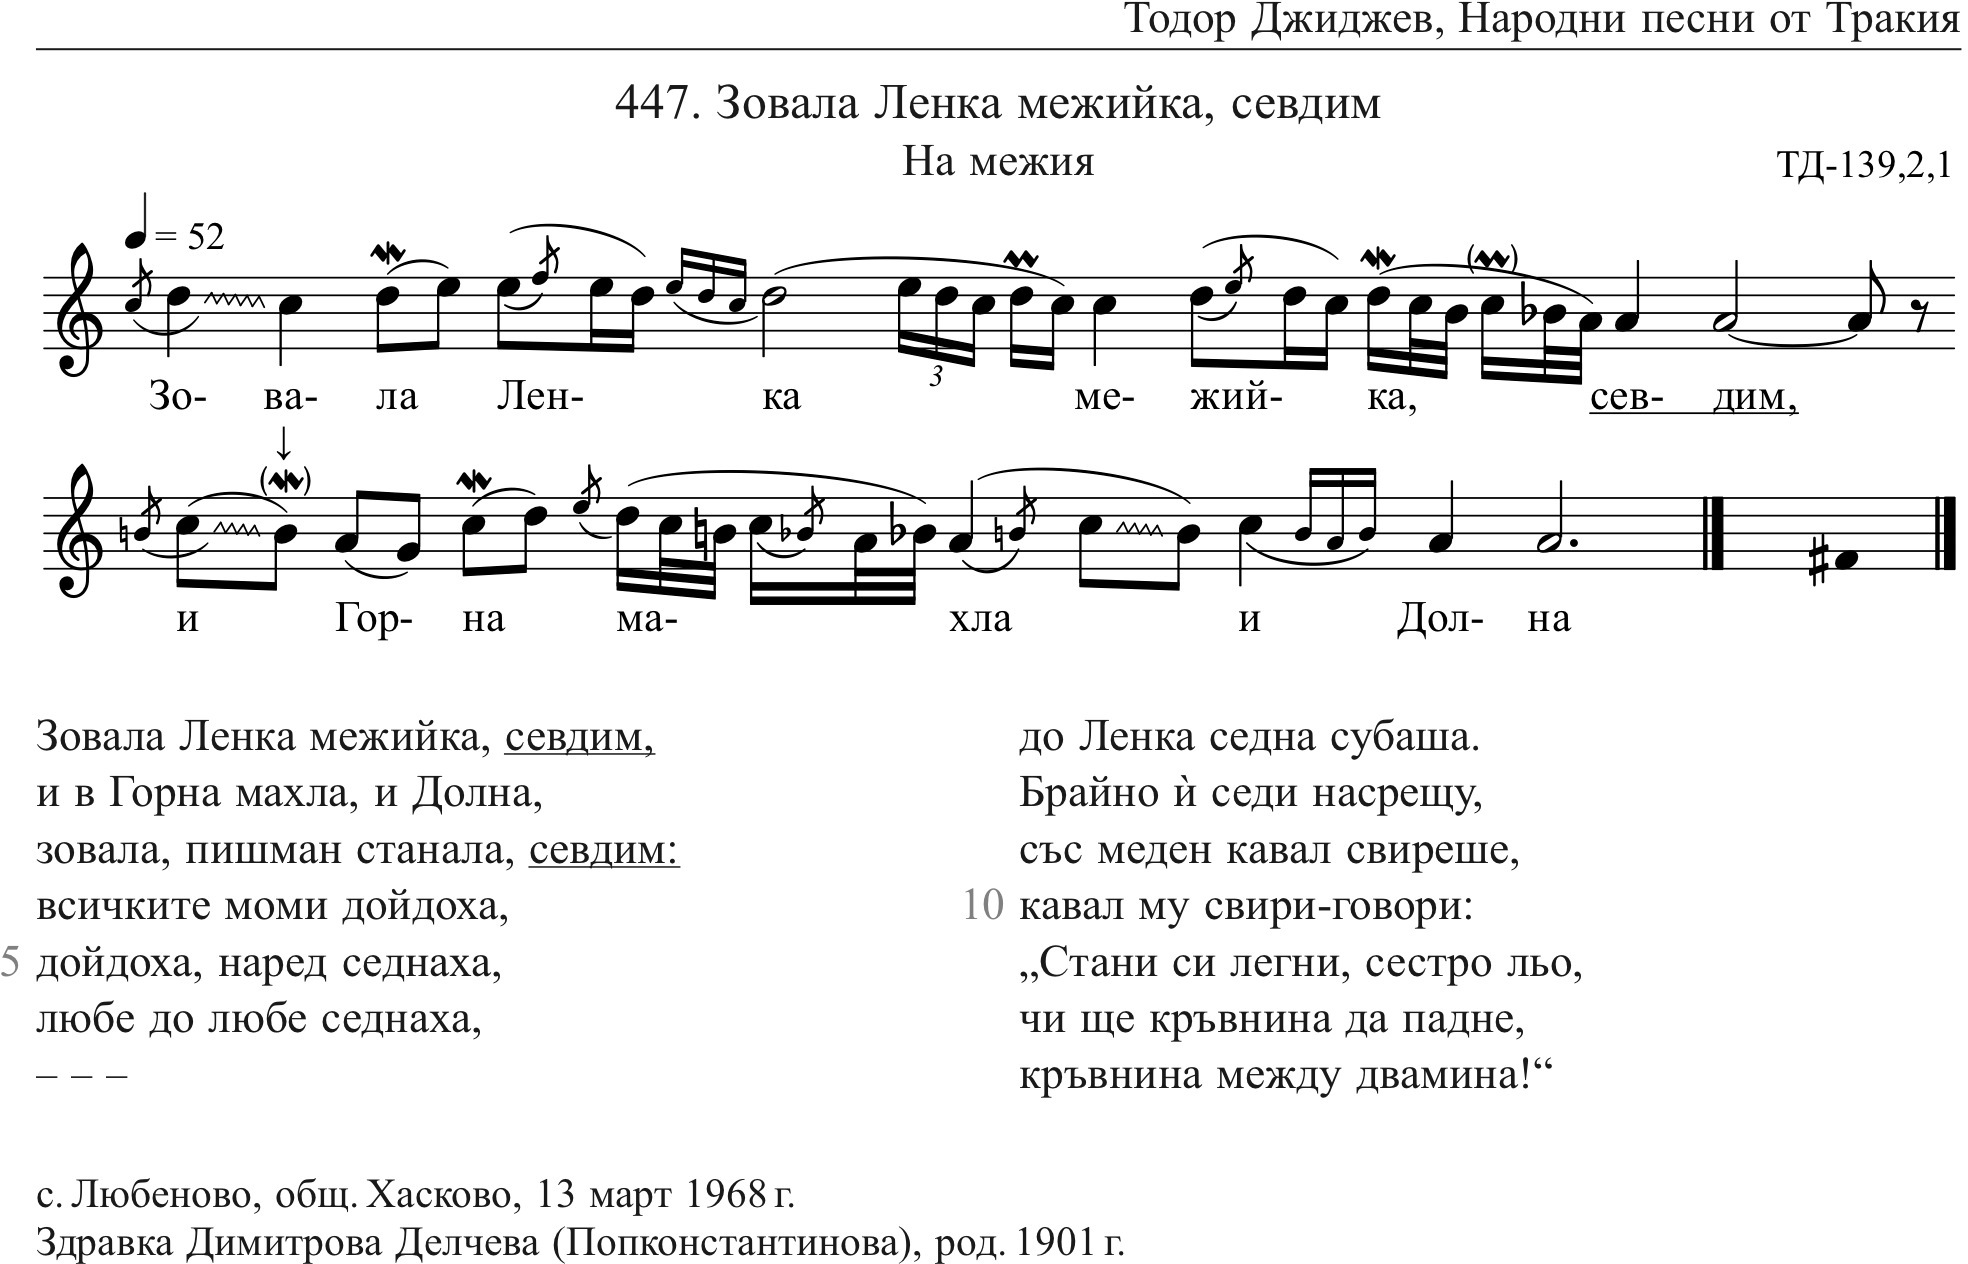 Тодор Джиджев, Народни песни от Тракия
447. Зовала Ленка межийка, севдим
На межия
ТД-139,2,1
= 52
3
Зо- ва- ла Лен- ка ме- жий- ка, сев- дим,
и Гор- на ма- хла и Дол- на
Зовала Ленка межийка, севдим,
и в Горна махла, и Долна,
зовала, пишман станала, севдим:
всичките моми дойдоха,
5 дойдоха, наред седнаха,
любе до любе седнаха,
– – –
до Ленка седна субаша.
Брайно ѝ седи насрещу,
със меден кавал свиреше,
10 кавал му свири-говори:
„Стани си легни, сестро льо,
чи ще кръвнина да падне,
кръвнина между двамина!“
с. Любеново, общ. Хасково, 13 март 1968 г.
Здравка Димитрова Делчева (Попконстантинова), род. 1901 г.